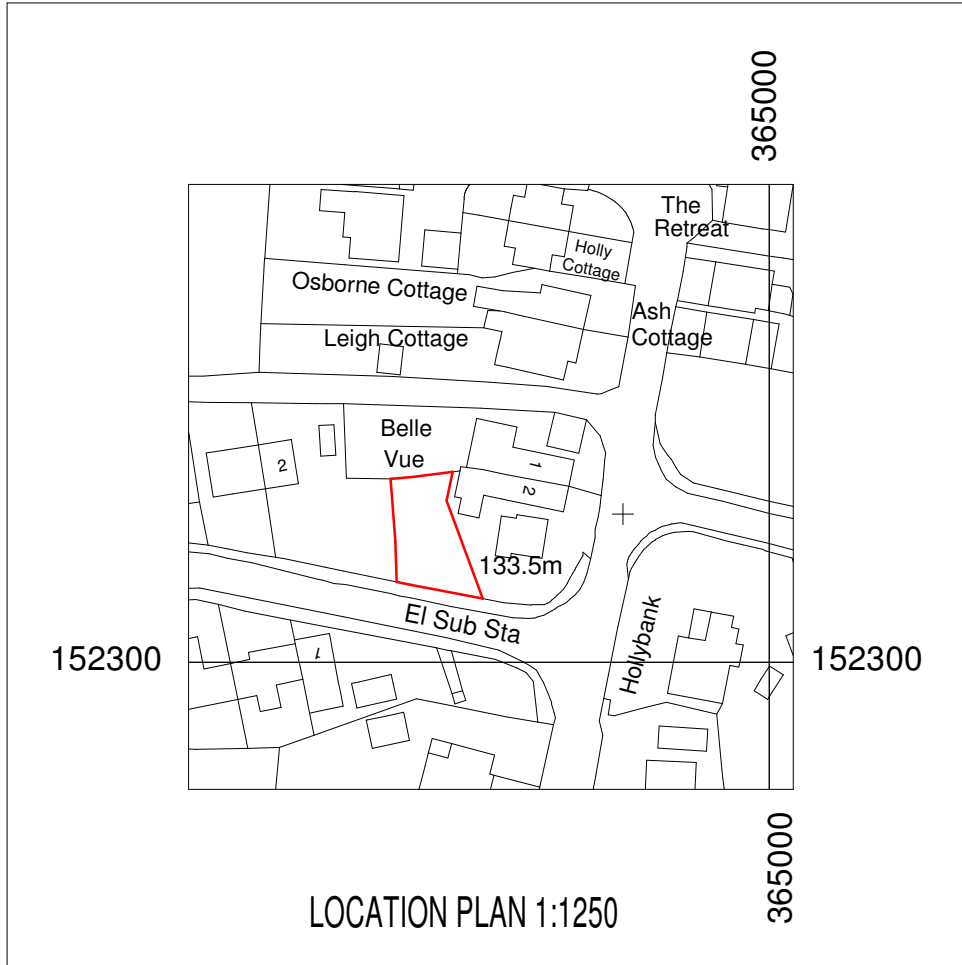 365000
The
Retreat
Holly
Cottage
Osborne Cottage
Ash
Cottage
Leigh Cottage
Belle
Vue
2
1
2
133.5m
El Sub Sta
Hollybank
1
152300
152300
365000
LOCATION PLAN 1:1250